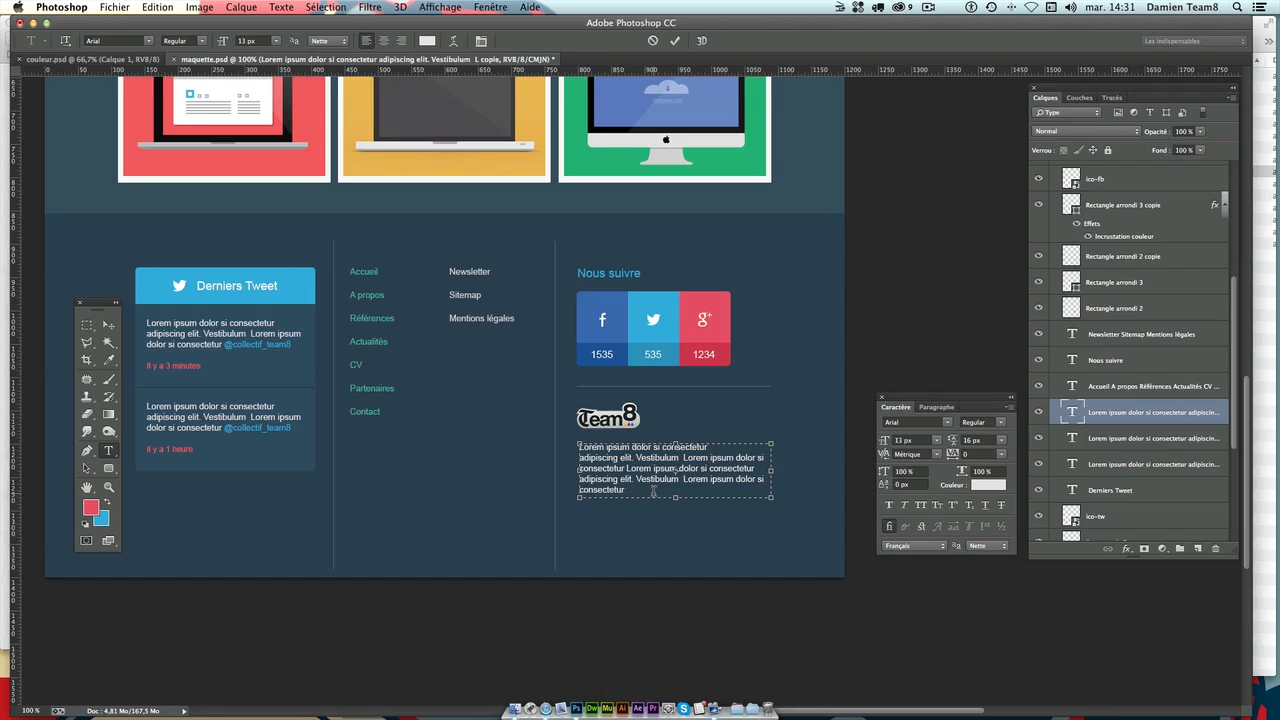 Photoshop Fichier Edition Image Calque Texte Sélection Filtre 3D Affichage Fenêtre Aide 9 mar. 14:31 Damien Team8
Adobe Photoshop CC
T Arial Regular 13 px Nette 3D Les indispensables
couleur.psd @ 66,7% (Calque 1, RVB/8) maquette.psd @ 100% (Lorem ipsum dolor si consectetur adipiscing elit. Vestibulum L copie, RVB/8/CMJN) *
Derniers Tweet
Lorem ipsum dolor si consectetur
adipiscing elit. Vestibulum Lorem ipsum
dolor si consectetur @collectif_team8
Il y a 3 minutes
Lorem ipsum dolor si consectetur
adipiscing elit. Vestibulum Lorem ipsum
dolor si consectetur @collectif_team8
Il y a 1 heure
Accueil
A propos
Références
Actualités
CV
Partenaires
Contact
Newsletter
Sitemap
Mentions légales
Nous suivre
1535 535 1234
Team8
Lorem ipsum dolor si consectetur
adipiscing elit. Vestibulum Lorem ipsum dolor si
consectetur Lorem ipsum dolor si consectetur
adipiscing elit. Vestibulum Lorem ipsum dolor si
consectetur
Caractère Paragraphe
Arial Regular
13 px 16 px
Métrique 0
100 % 100 %
0 px Couleur :
Français Nette
Calques Couches Tracés
Type
Normal Opacité : 100 %
Verrou : Fond : 100 %
ico-fb
Rectangle arrondi 3 copie fx
Effets
Incrustation couleur
Rectangle arrondi 2 copie
Rectangle arrondi 3
Rectangle arrondi 2
Newsletter Sitemap Mentions légales
Nous suivre
Accueil A propos Références Actualités CV ...
Lorem ipsum dolor si consectetur adipiscin...
Lorem ipsum dolor si consectetur adipiscin...
Lorem ipsum dolor si consectetur adipiscin...
Derniers Tweet
ico-tw
100 % Doc : 4,81 Mo/167,5 Mo